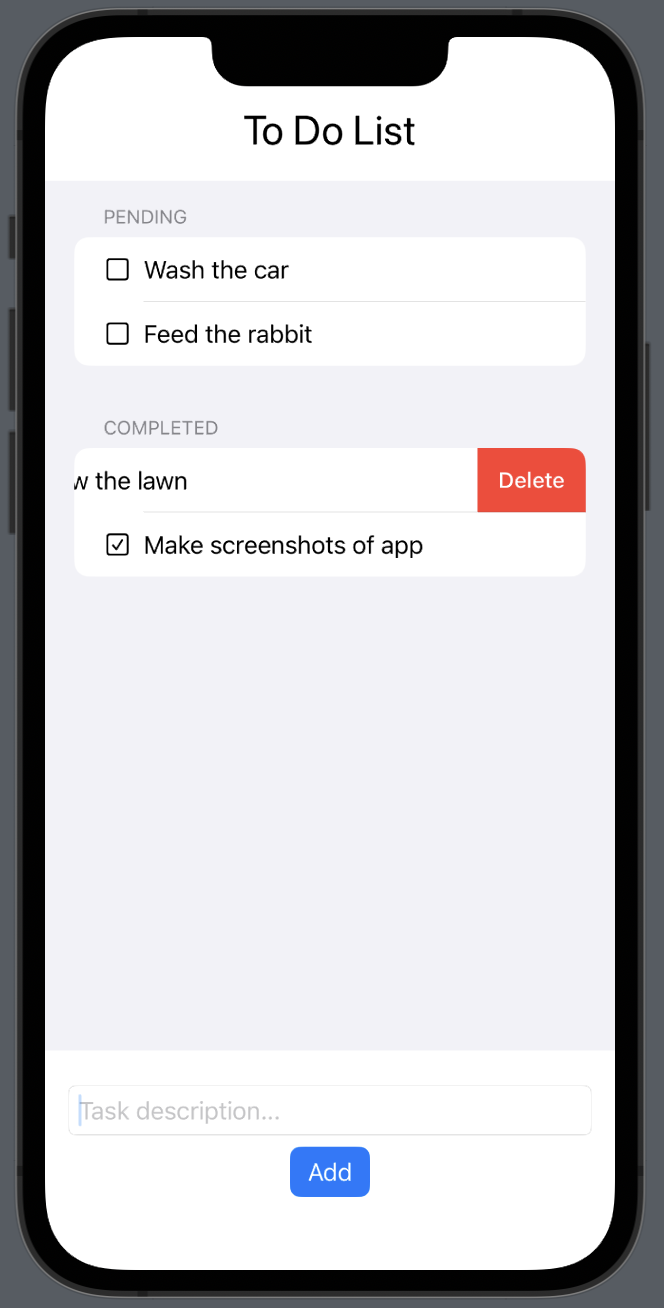 To Do List
PENDING
Wash the car
Feed the rabbit
COMPLETED
w the lawn
Delete
Make screenshots of app
Task description...
Add